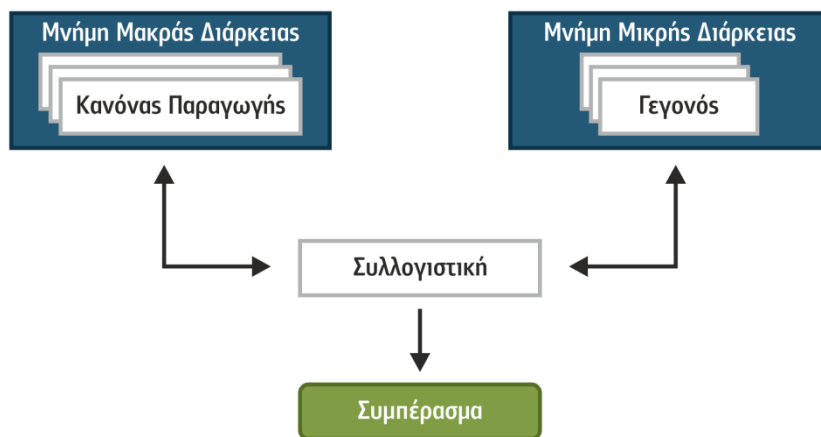 Μνήμη Μακράς Διάρκειας
Κανόνας Παραγωγής
Μνήμη Μικρής Διάρκειας
Γεγονός
Συλλογιστική
Συμπέρασμα